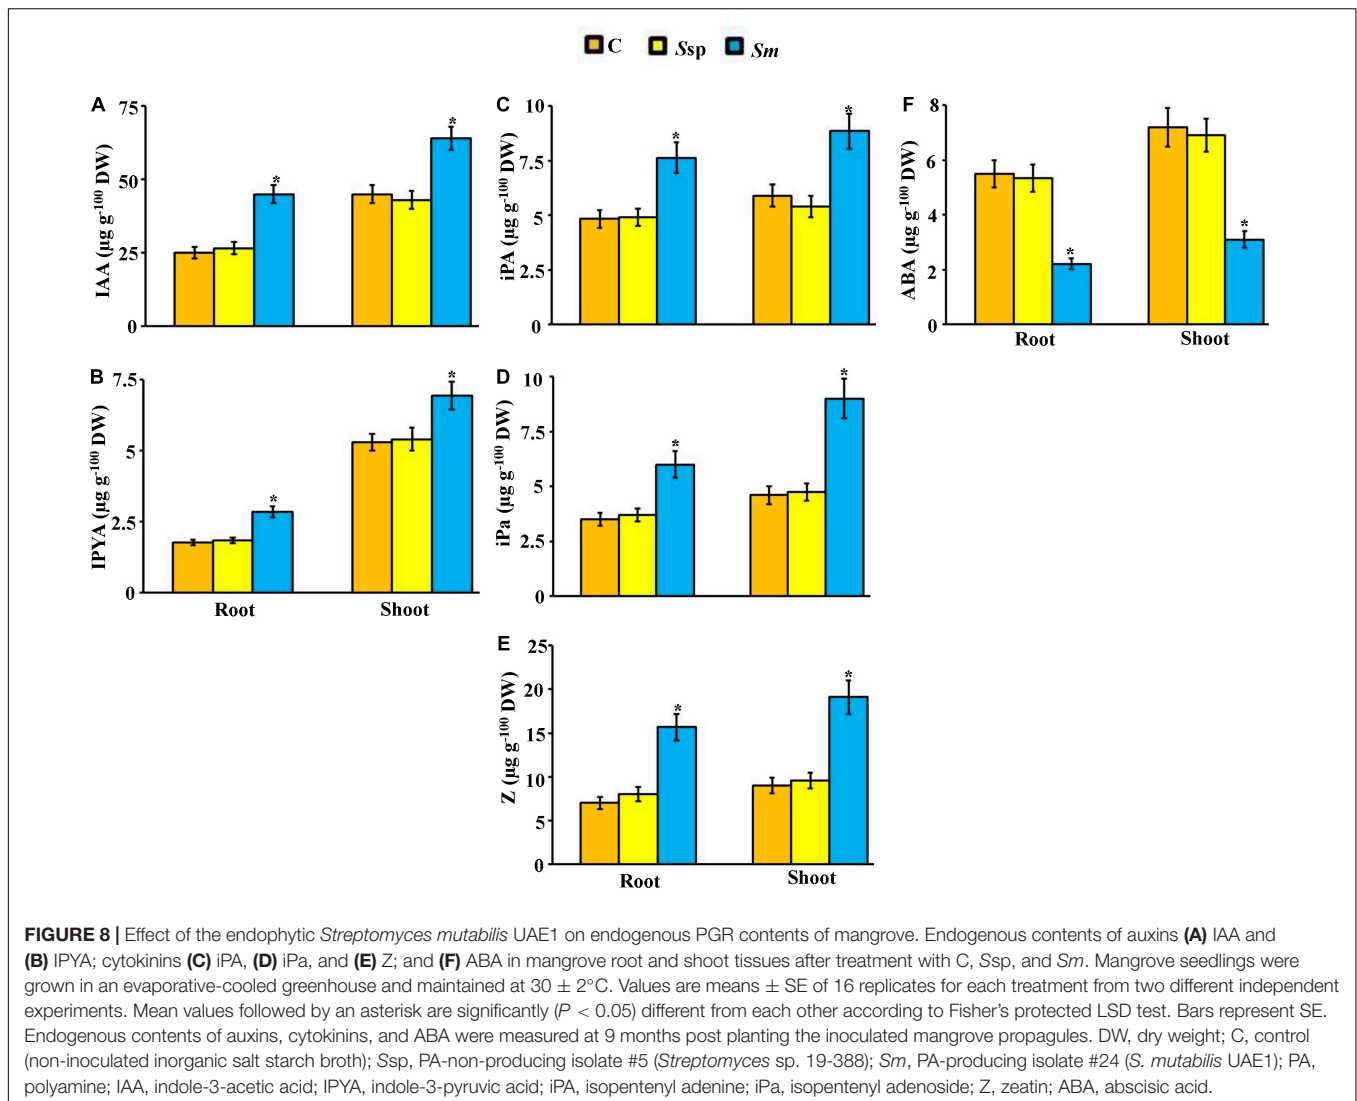 C Ssp Sm
A
75
50
25
0
IAA (µg g-100 DW)
* *
B
7.5
5
2.5
0
IPYA (µg g-100 DW)
* *
Root Shoot
C
10
7.5
5
2.5
0
iPA (µg g-100 DW)
* *
D
10
7.5
5
2.5
0
iPa (µg g-100 DW)
* *
E
25
20
15
10
5
0
Z (µg g-100 DW)
* *
Root Shoot
F
8
6
4
2
0
ABA (µg g-100 DW)
* *
Root Shoot
FIGURE 8 | Effect of the endophytic Streptomyces mutabilis UAE1 on endogenous PGR contents of mangrove. Endogenous contents of auxins (A) IAA and
(B) IPYA; cytokinins (C) iPA, (D) iPa, and (E) Z; and (F) ABA in mangrove root and shoot tissues after treatment with C, Ssp, and Sm. Mangrove seedlings were
grown in an evaporative-cooled greenhouse and maintained at 30 ± 2°C. Values are means ± SE of 16 replicates for each treatment from two different independent
experiments. Mean values followed by an asterisk are significantly (P < 0.05) different from each other according to Fisher's protected LSD test. Bars represent SE.
Endogenous contents of auxins, cytokinins, and ABA were measured at 9 months post planting the inoculated mangrove propagules. DW, dry weight; C, control
(non-inoculated inorganic salt starch broth); Ssp, PA-non-producing isolate #5 (Streptomyces sp. 19-388); Sm, PA-producing isolate #24 (S. mutabilis UAE1); PA,
polyamine; IAA, indole-3-acetic acid; IPYA, indole-3-pyruvic acid; iPA, isopentenyl adenine; iPa, isopentenyl adenoside; Z, zeatin; ABA, abscisic acid.